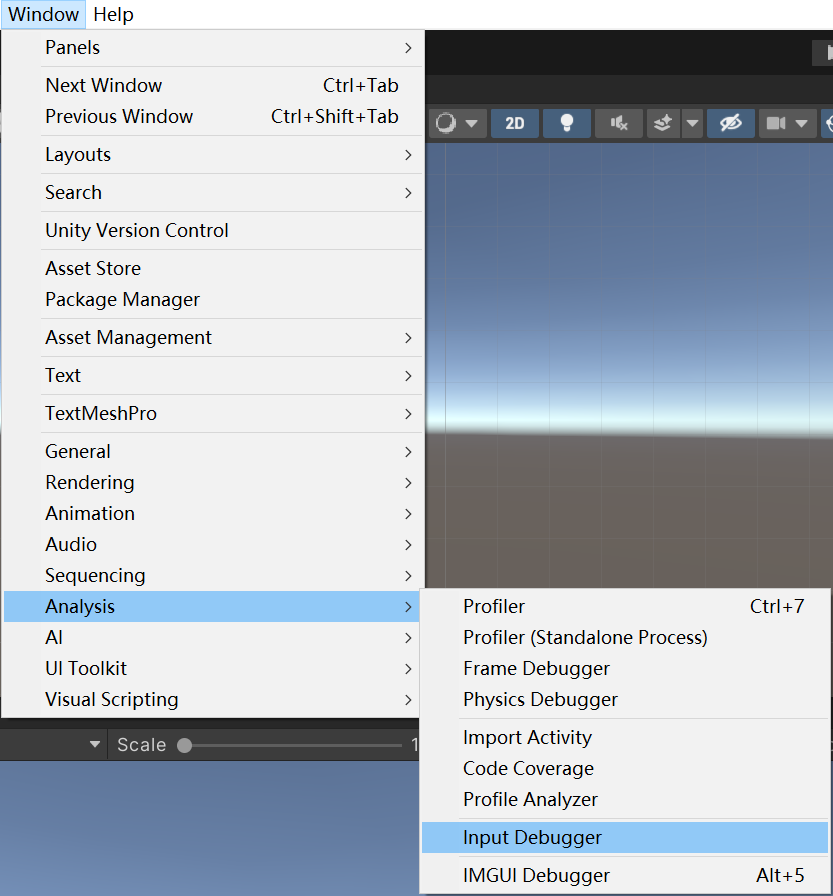 Window Help
Panels
Next Window Ctrl+Tab
Previous Window Ctrl+Shift+Tab
Layouts
Search
Unity Version Control
Asset Store
Package Manager
Asset Management
Text
TextMeshPro
General
Rendering
Animation
Audio
Sequencing
Analysis
AI
UI Toolkit
Visual Scripting
2D
Profiler Ctrl+7
Profiler (Standalone Process)
Frame Debugger
Physics Debugger
Import Activity
Code Coverage
Profile Analyzer
Input Debugger
IMGUI Debugger Alt+5
Scale 1